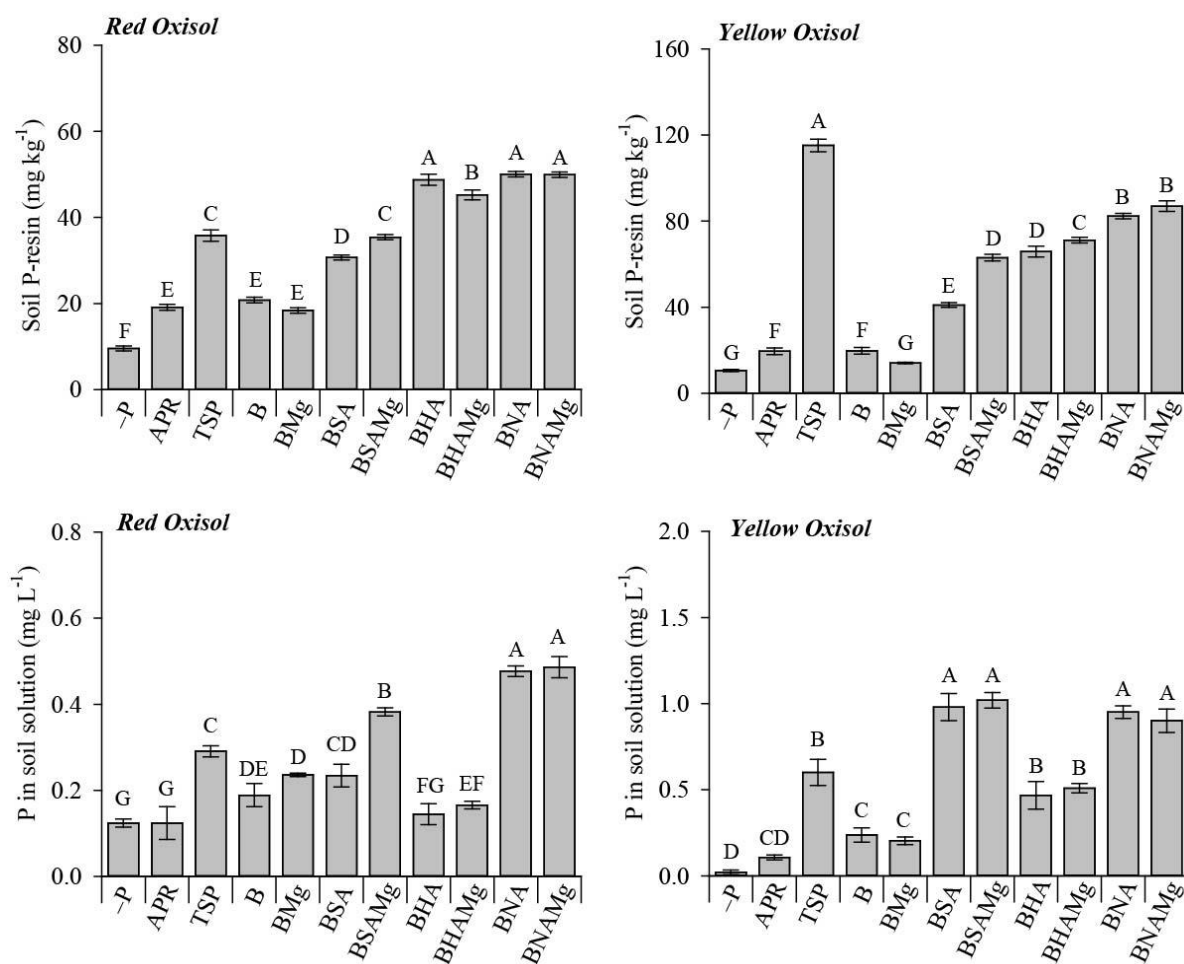 Red Oxisol
Soil P-resin (mg kg⁻¹)
80
60
40
20
0
F
E
C
E
E
D
C
A
B
A
A
–P
APR
TSP
B
BMg
BSA
BSAMg
BHA
BHAMg
BNA
BNAMg
Yellow Oxisol
Soil P-resin (mg kg⁻¹)
160
120
80
40
0
G
F
A
F
G
E
D
D
C
B
B
–P
APR
TSP
B
BMg
BSA
BSAMg
BHA
BHAMg
BNA
BNAMg
Red Oxisol
P in soil solution (mg L⁻¹)
0.8
0.6
0.4
0.2
0.0
G
G
C
DE
D
CD
B
FG
EF
A
A
–P
APR
TSP
B
BMg
BSA
BSAMg
BHA
BHAMg
BNA
BNAMg
Yellow Oxisol
P in soil solution (mg L⁻¹)
2.0
1.5
1.0
0.5
0.0
D
CD
B
C
C
A
A
B
B
A
A
–P
APR
TSP
B
BMg
BSA
BSAMg
BHA
BHAMg
BNA
BNAMg